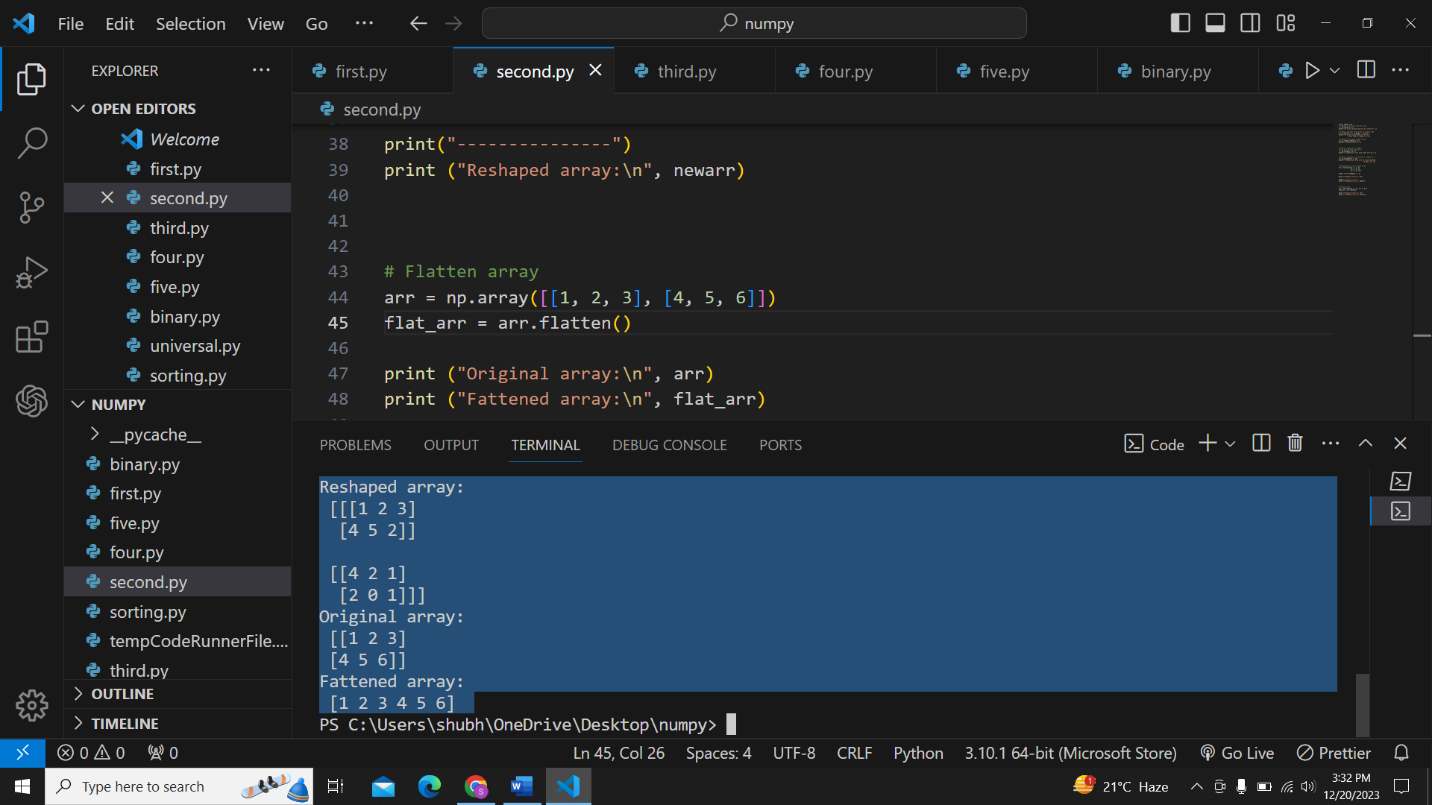 File Edit Selection View Go ··· numpy
EXPLORER ···
first.py second.py third.py four.py five.py binary.py
OPEN EDITORS
Welcome
first.py
second.py
third.py
four.py
five.py
binary.py
universal.py
sorting.py
NUMPY
__pycache__
binary.py
first.py
five.py
four.py
second.py
sorting.py
tempCodeRunnerFile....
third.py
OUTLINE
TIMELINE
second.py
38 print("---------------")
39 print ("Reshaped array:\n", newarr)
40
41
42
43 # Flatten array
44 arr = np.array([[1, 2, 3], [4, 5, 6]])
45 flat_arr = arr.flatten()
46
47 print ("Original array:\n", arr)
48 print ("Fattened array:\n", flat_arr)
PROBLEMS OUTPUT TERMINAL DEBUG CONSOLE PORTS Code
Reshaped array:
[[[1 2 3]
[4 5 2]]
[[4 2 1]
[2 0 1]]]
Original array:
[[1 2 3]
[4 5 6]]
Fattened array:
[1 2 3 4 5 6]
PS C:\Users\shubh\OneDrive\Desktop\numpy>
0 0 0 Ln 45, Col 26 Spaces: 4 UTF-8 CRLF Python 3.10.1 64-bit (Microsoft Store) Go Live Prettier
Type here to search 21°C Haze 3:32 PM
12/20/2023